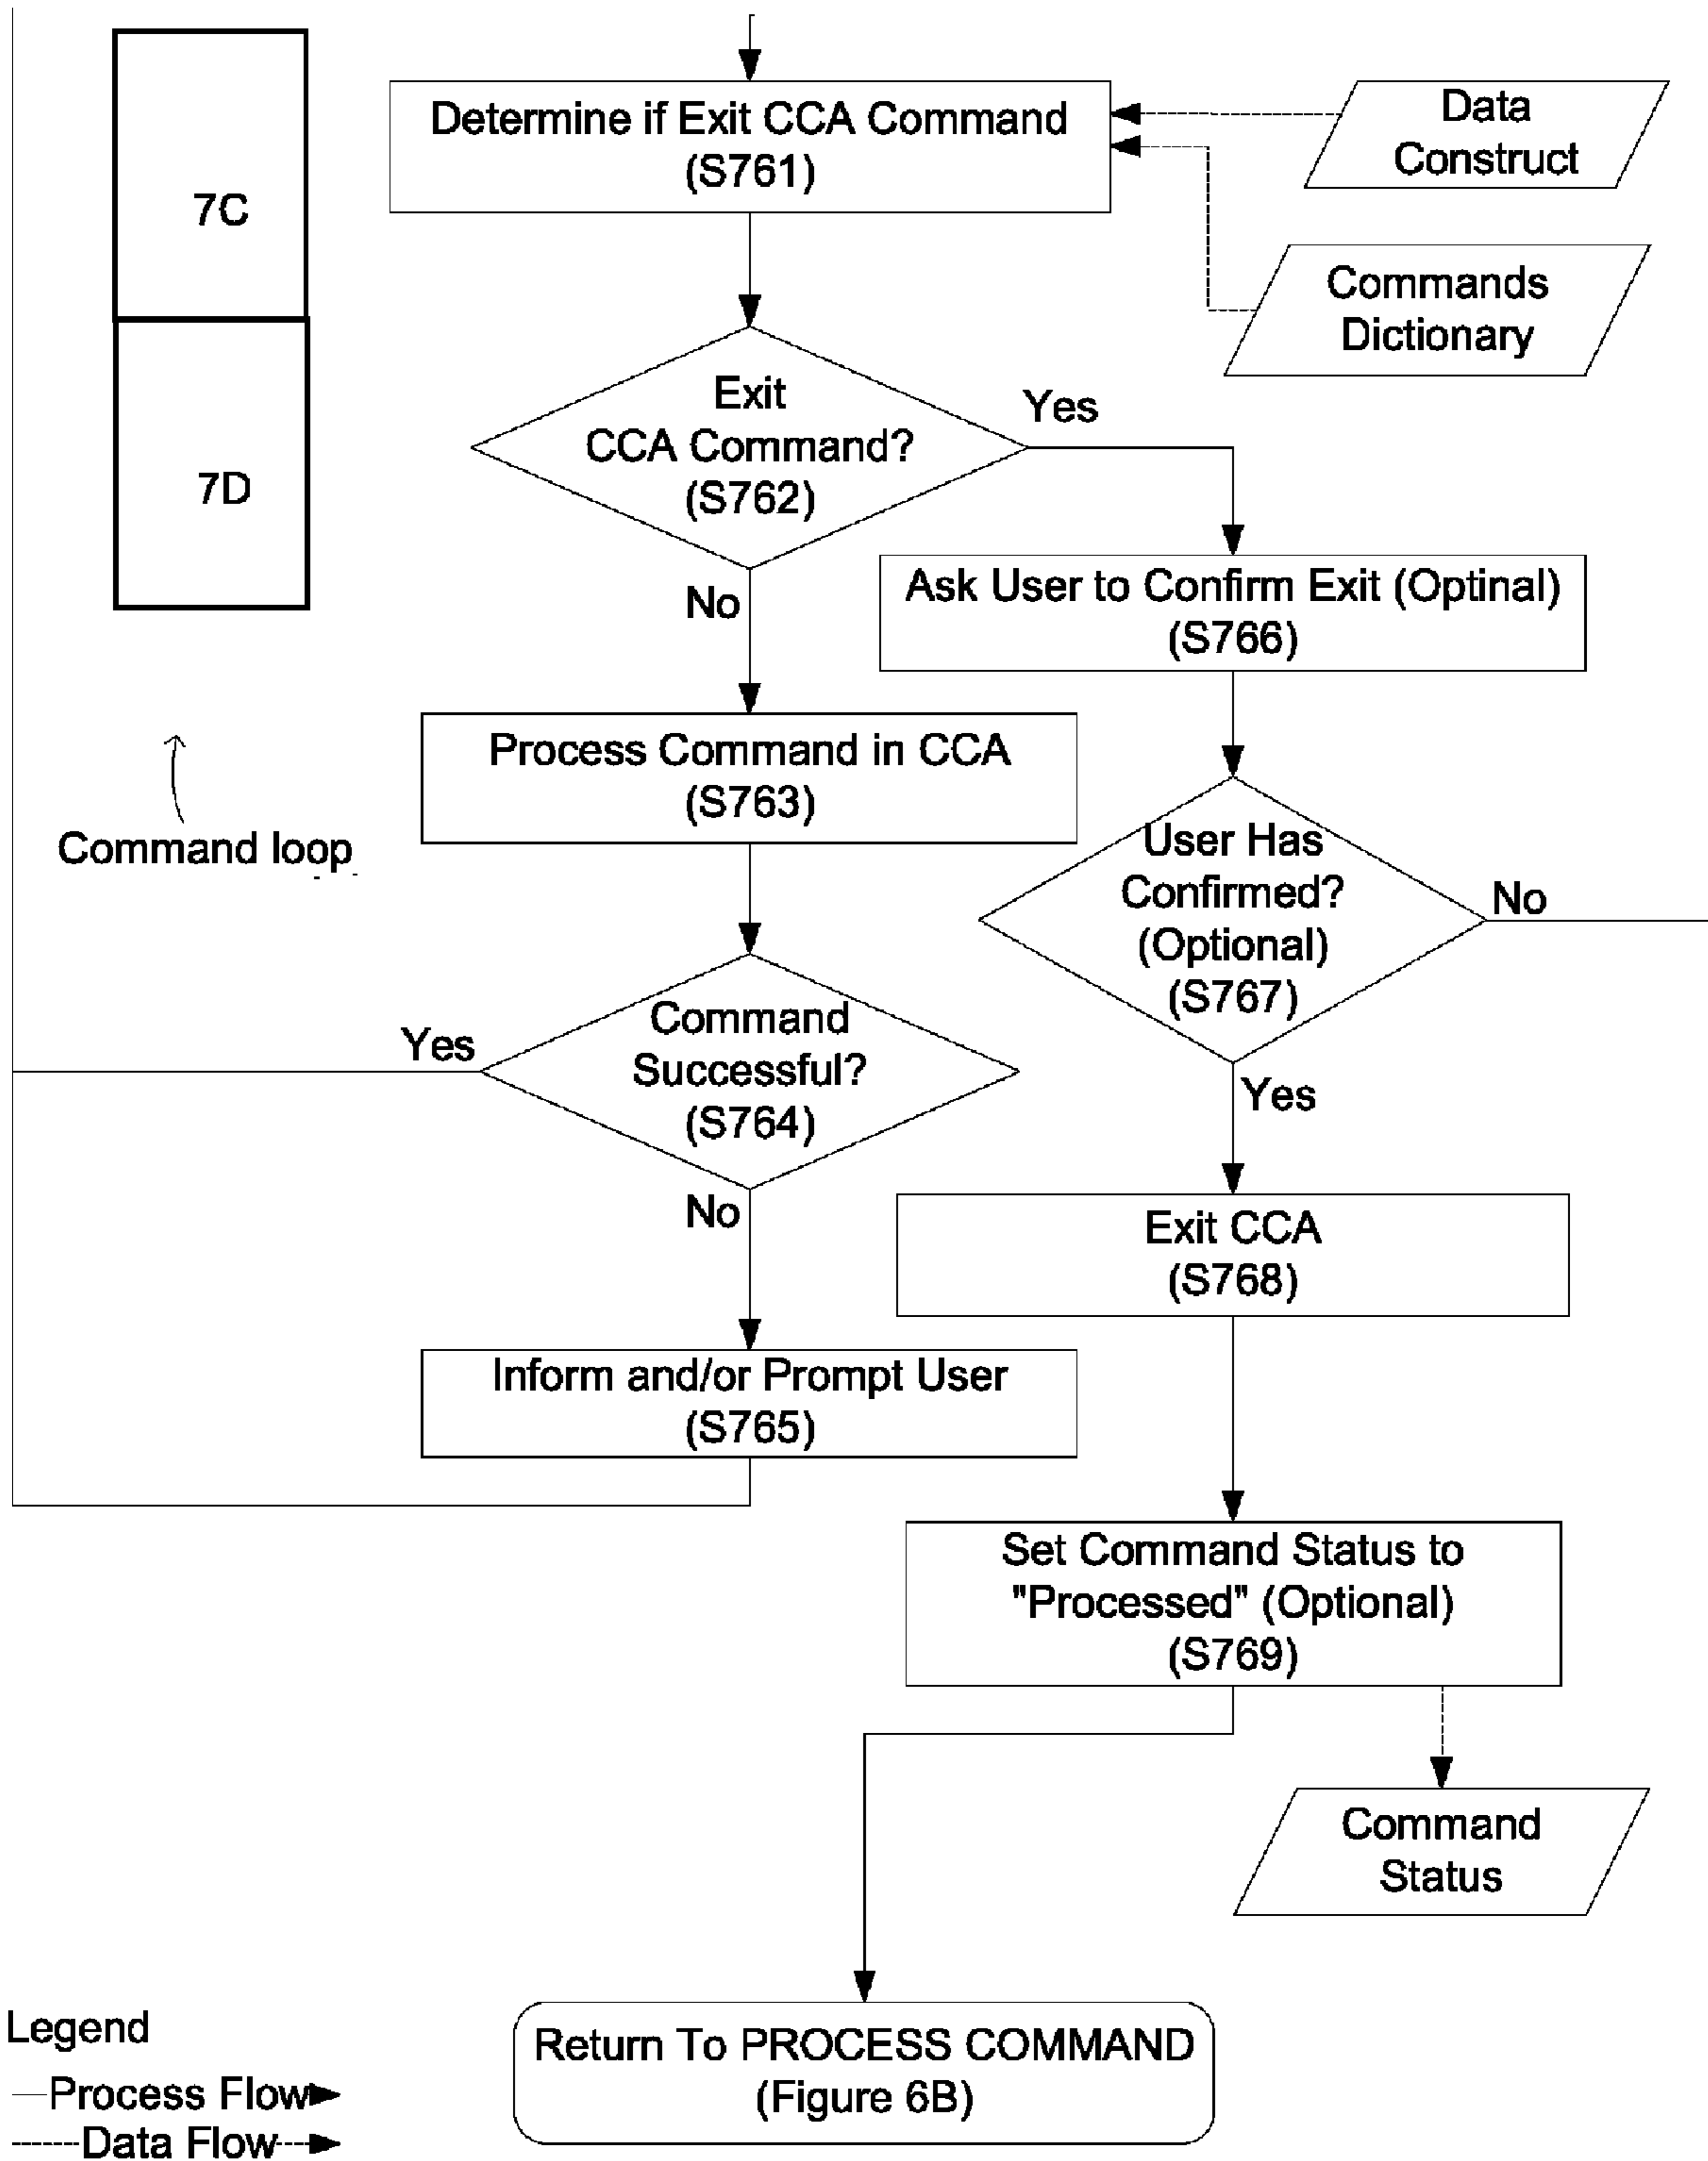 7C
7D
Command loop
Determine if Exit CCA Command
(S761)
Data
Construct
Commands
Dictionary
Exit
CCA Command?
(S762)
Yes
No
Ask User to Confirm Exit (Optinal)
(S766)
Process Command in CCA
(S763)
User Has
Confirmed?
(Optional)
(S767)
No
Yes
Command
Successful?
(S764)
Yes
No
Exit CCA
(S768)
Inform and/or Prompt User
(S765)
Set Command Status to
"Processed" (Optional)
(S769)
Command
Status
Return To PROCESS COMMAND
(Figure 6B)
Legend
Process Flow
Data Flow